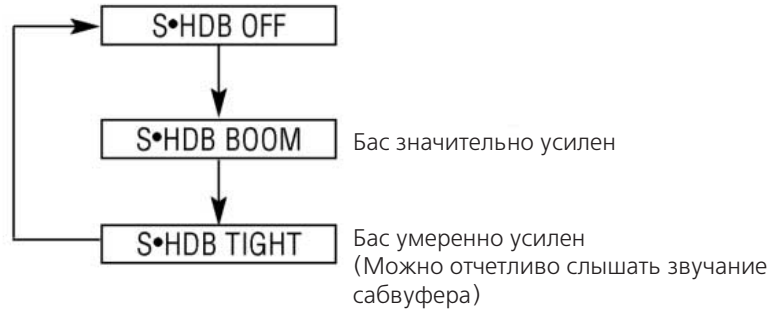 S•HDB OFF
S•HDB BOOM
Бас значительно усилен
S•HDB TIGHT
Бас умеренно усилен
(Можно отчетливо слышать звучание
сабвуфера)